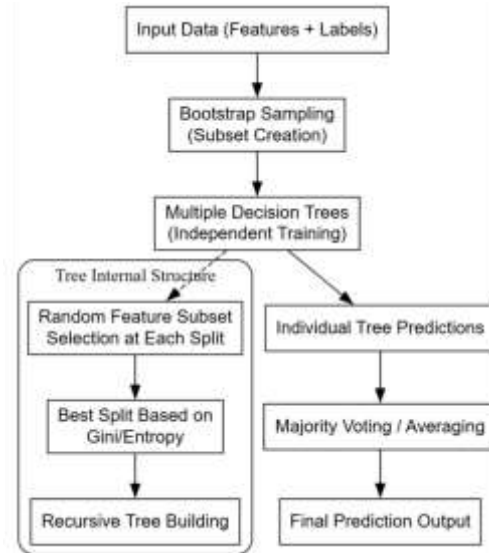 Input Data (Features + Labels)
Bootstrap Sampling
(Subset Creation)
Multiple Decision Trees
(Independent Training)
Tree Internal Structure
Random Feature Subset
Selection at Each Split
Best Split Based on
Gini/Entropy
Recursive Tree Building
Individual Tree Predictions
Majority Voting / Averaging
Final Prediction Output